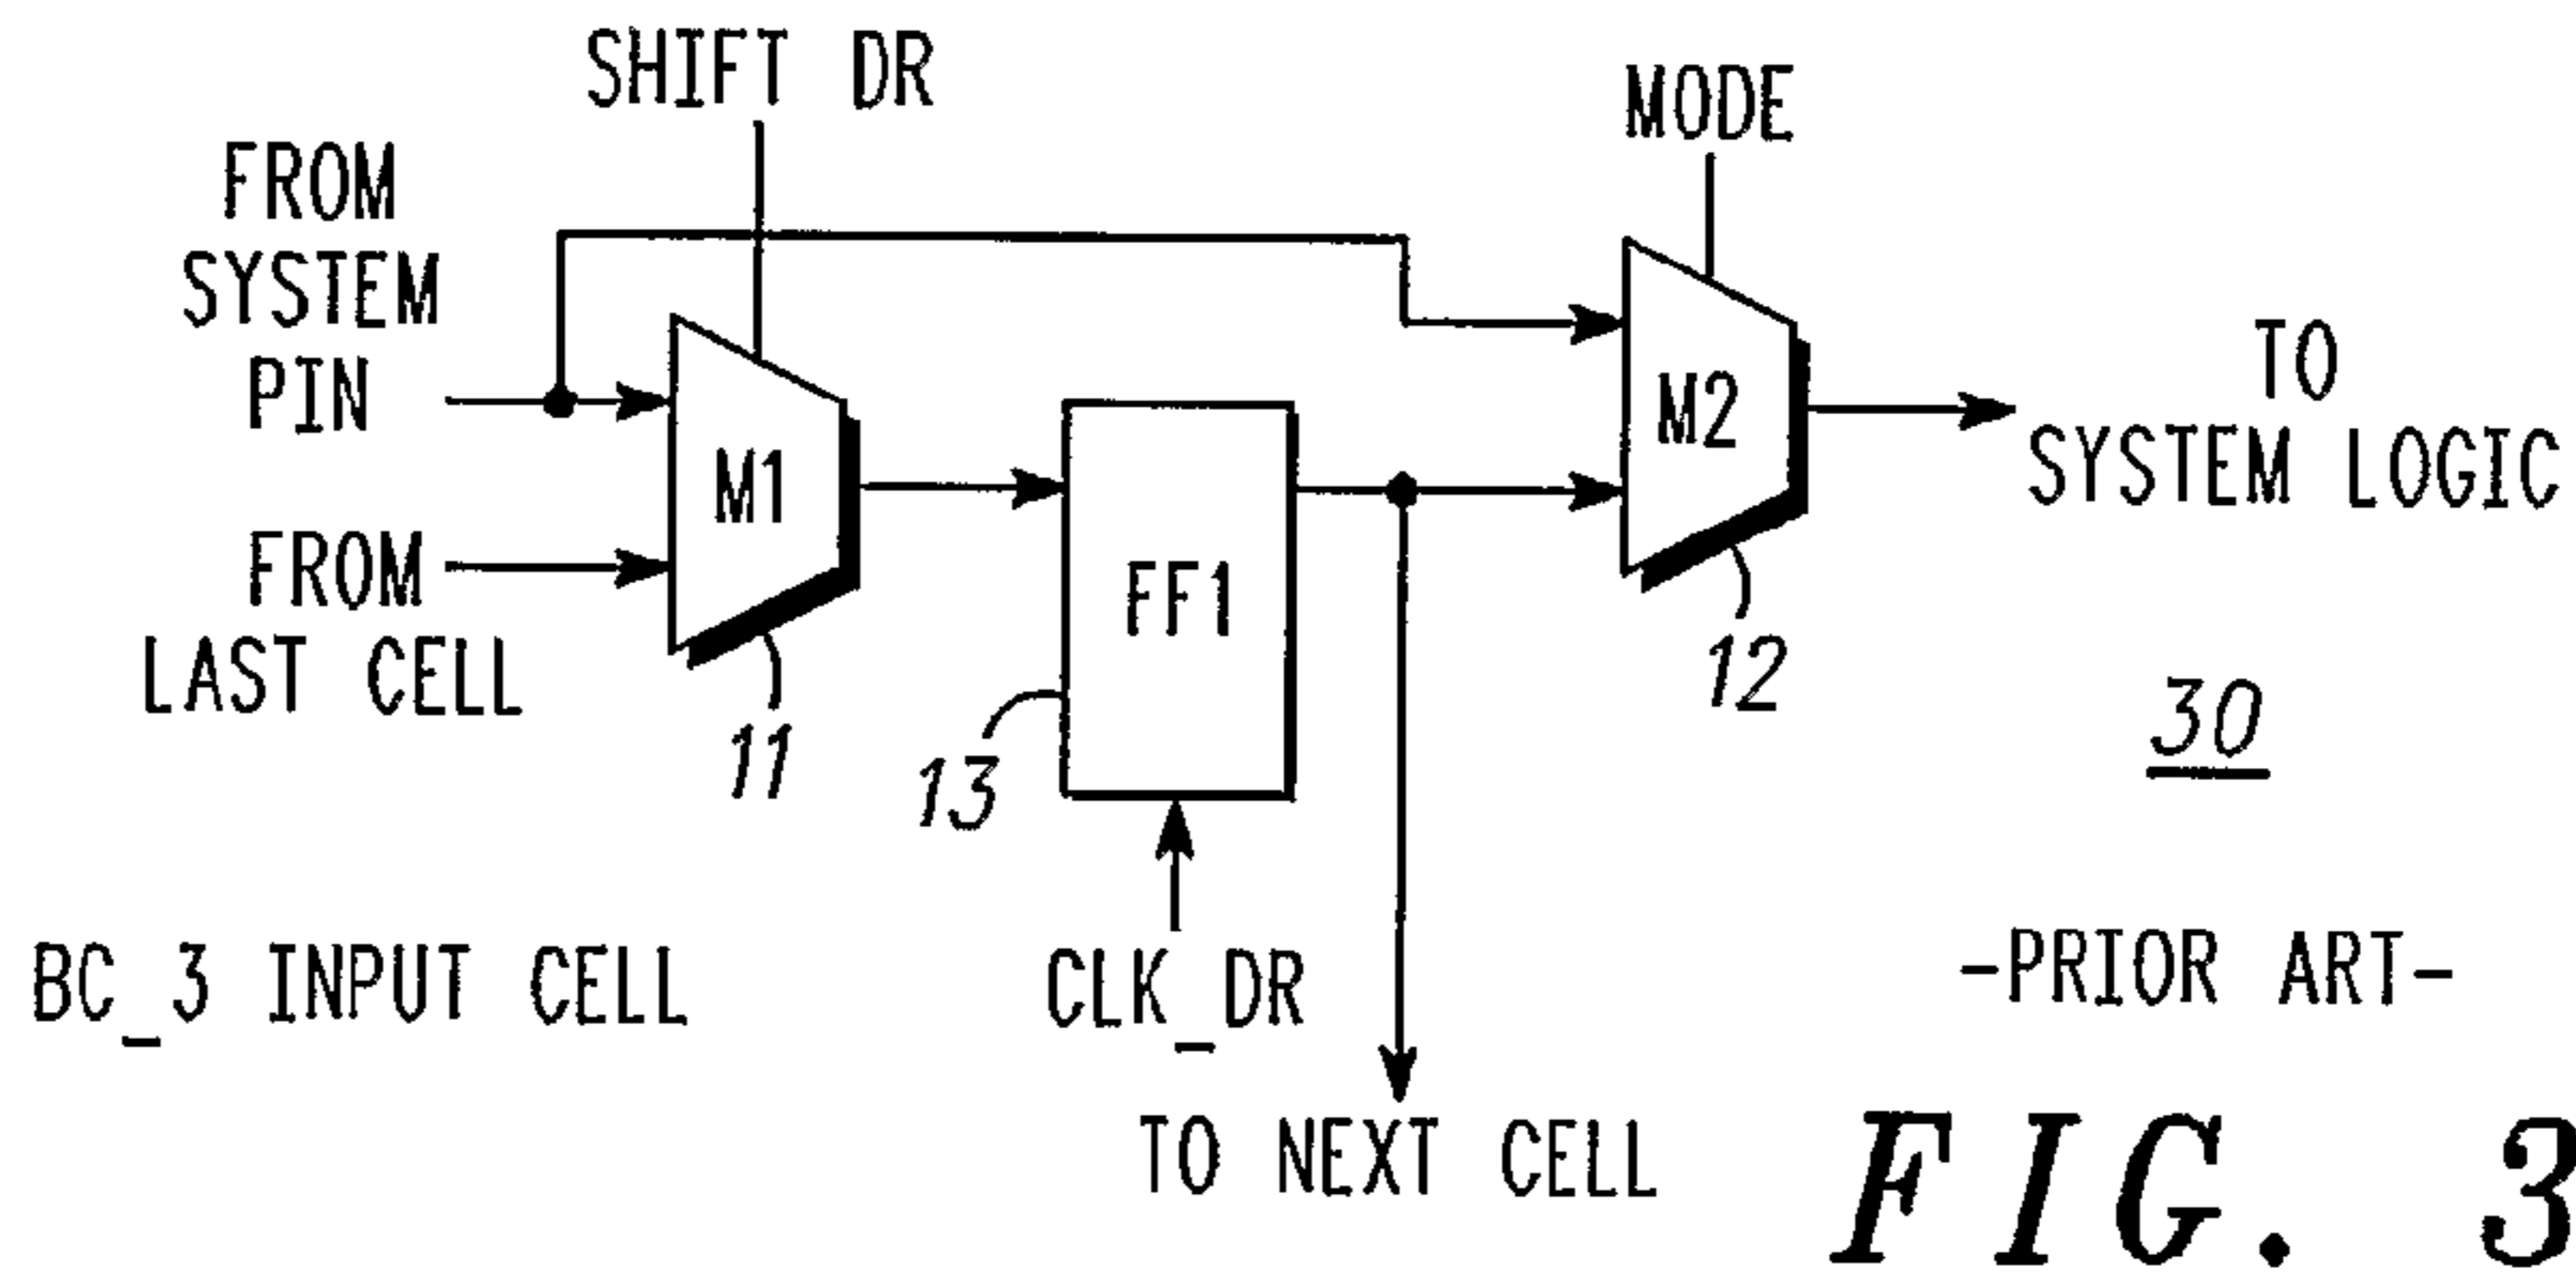 SHIFT DR
MODE
FROM
SYSTEM
PIN
M1
M2
TO
SYSTEM LOGIC
FROM
LAST CELL
FF1
11
12
13
30
BC_3 INPUT CELL
CLK_DR
-PRIOR ART-
TO NEXT CELL
FIG. 3